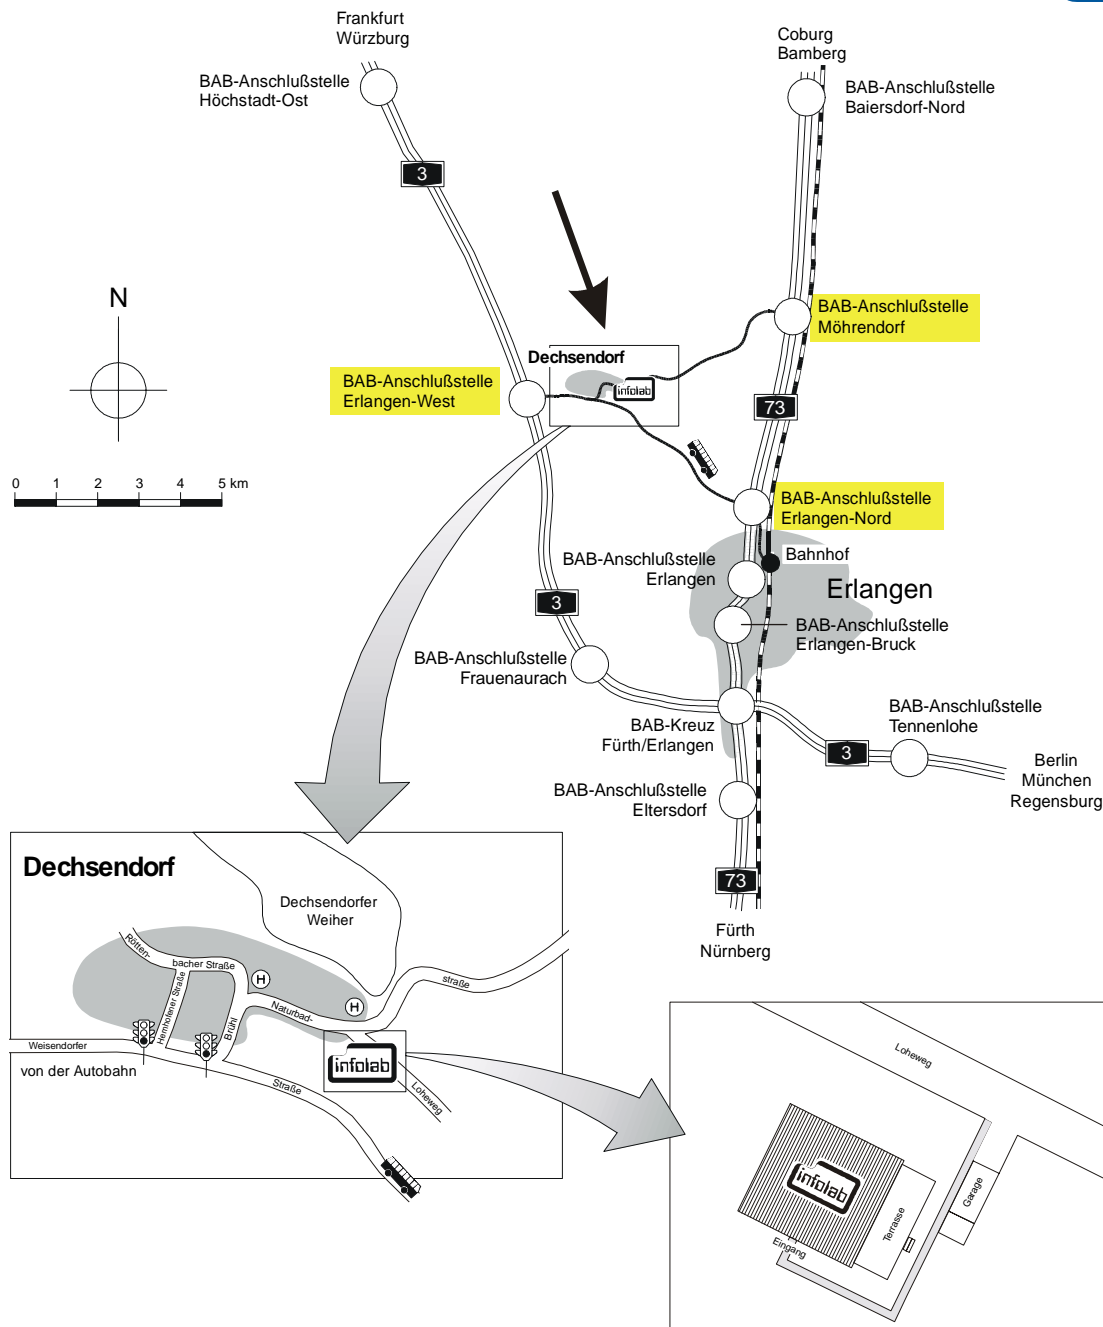 Frankfurt
Würzburg
Coburg
Bamberg
BAB-Anschlußstelle
Höchstadt-Ost
BAB-Anschlußstelle
Baiersdorf-Nord
3
N
BAB-Anschlußstelle
Möhrendorf
Dechsendorf
infolab
BAB-Anschlußstelle
Erlangen-West
73
0 1 2 3 4 5 km
BAB-Anschlußstelle
Erlangen-Nord
Bahnhof
BAB-Anschlußstelle
Erlangen
Erlangen
3
BAB-Anschlußstelle
Erlangen-Bruck
BAB-Anschlußstelle
Frauenaurach
BAB-Kreuz
Fürth/Erlangen
BAB-Anschlußstelle
Tennenlohe
3
Berlin
München
Regensburg
BAB-Anschlußstelle
Eltersdorf
73
Fürth
Nürnberg
Dechsendorf
Dechsendorfer
Weiher
Rötten-
bacher Straße
H
straße
Hemhofener Straße
Naturbad-
H
Brühl
Weisendorfer
von der Autobahn
Straße
infolab
Loheweg
Loheweg
infolab
Terrasse
Garage
Eingang